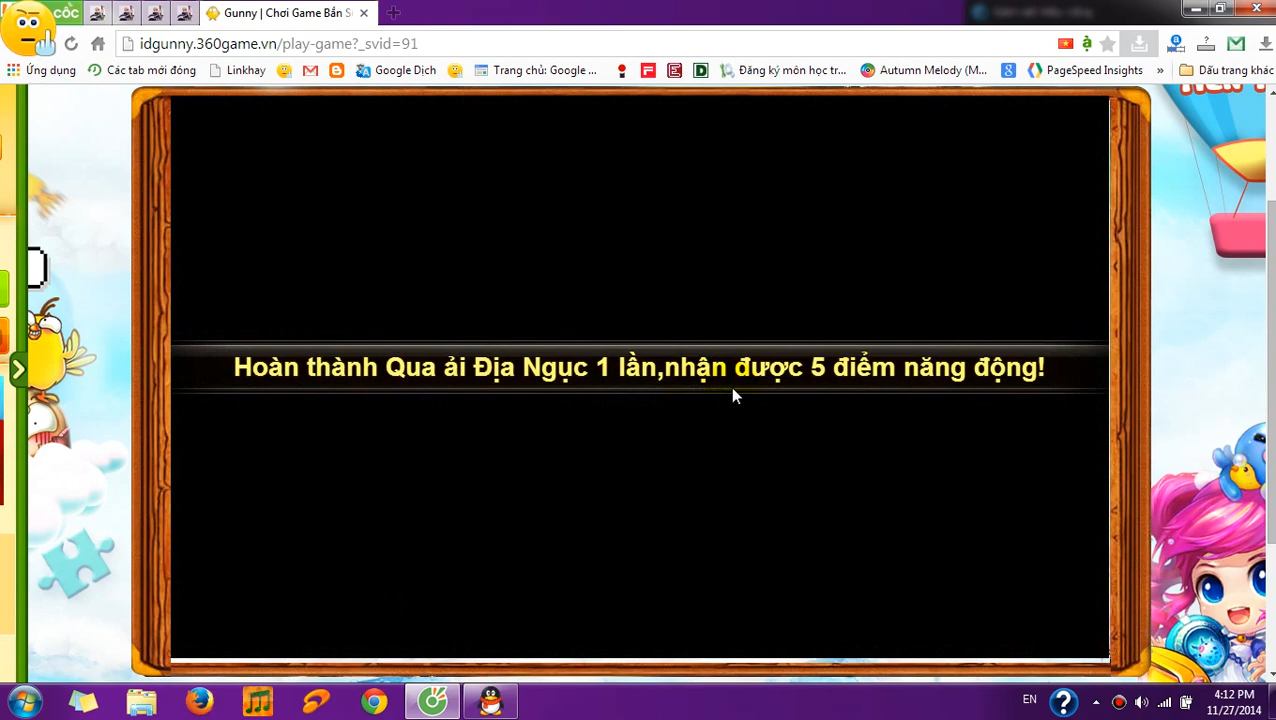 CỐC
Gunny | Chơi Game Bắn S
idgunny.360game.vn/play-game?_svid=91
Ứng dụng
Các tab mới đóng
Linkhay
Google Dịch
Trang chủ: Google ...
Đăng ký môn học tr...
Autumn Melody (M...
PageSpeed Insights
»
Dấu trang khác
Hoàn thành Qua ải Địa Ngục 1 lần,nhận được 5 điểm năng động!
EN
4:12 PM
11/27/2014